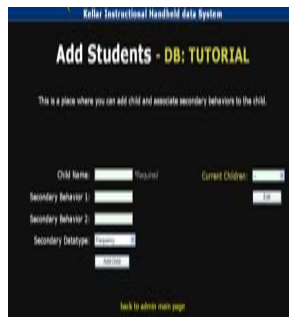 Kellar Instructional Handheld data System
Add Students - DB: TUTORIAL
This is a place where you can add child and associate secondary behaviors to the child.
Child Name: *Required Current Children:
Secondary Behavior 1: Edit
Secondary Behavior 2:
Secondary Datatype: Frequency
Add Child
back to admin main page